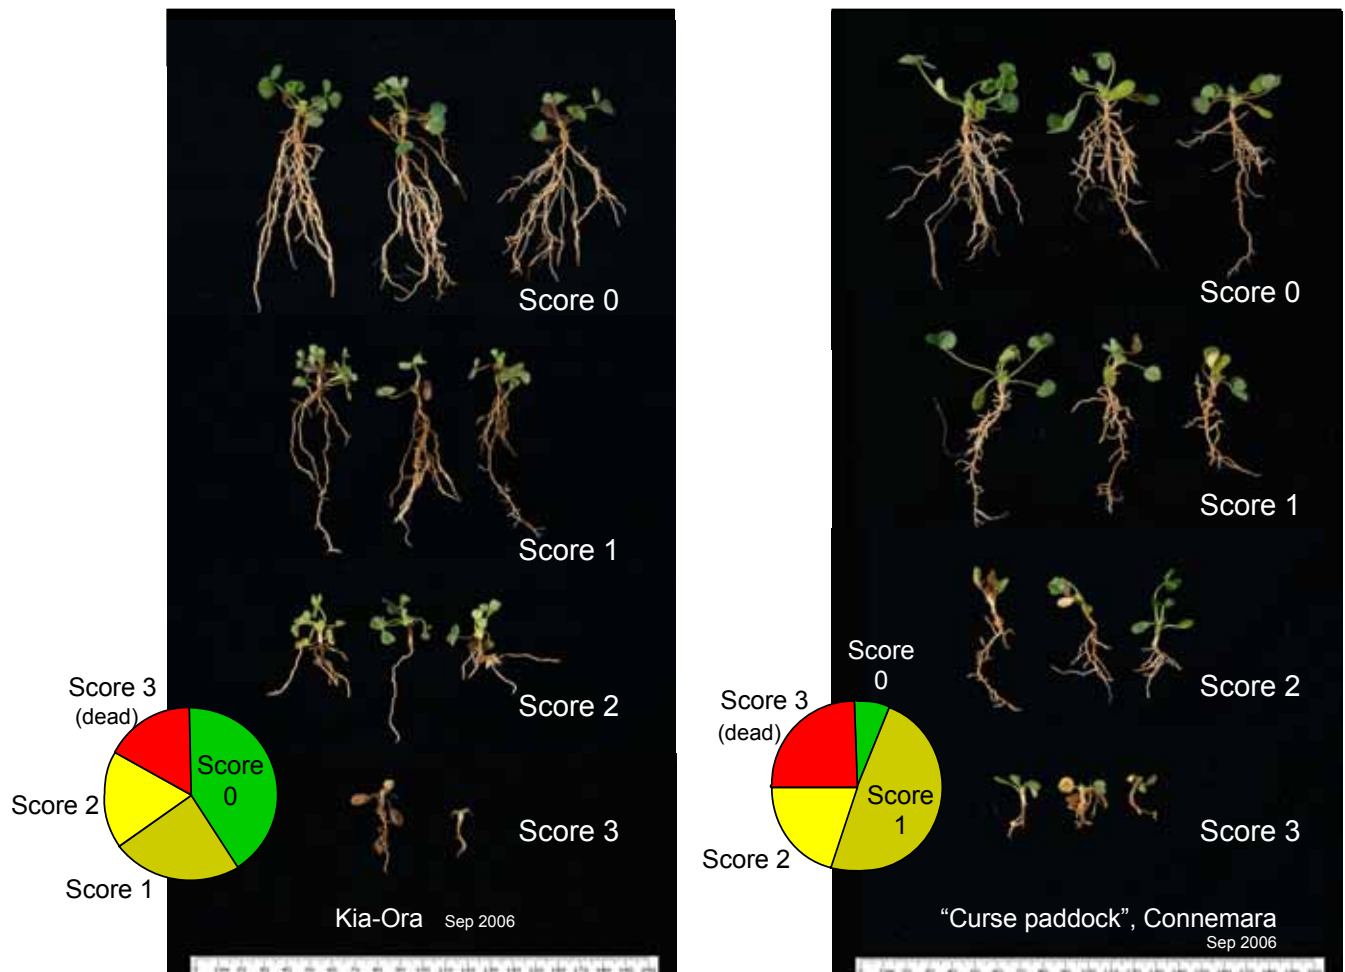 Score 0
Score 1
Score 2
Score 3
Score 3
(dead)
Score
0
Score 2
Score 1
Kia-Ora Sep 2006
Score 0
Score 1
Score 2
Score 3
Score
0
Score 3
(dead)
Score
1
Score 2
“Curse paddock”, Connemara
Sep 2006